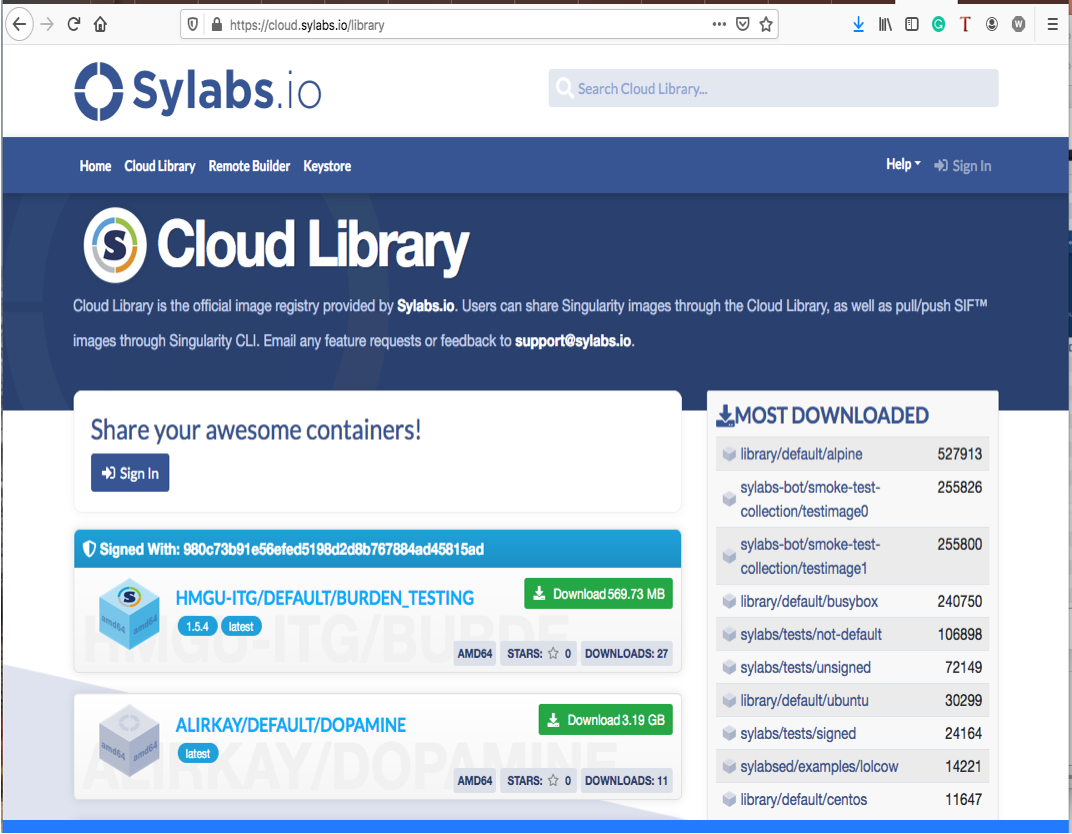 https://cloud.sylabs.io/library
Sylabs.io
Search Cloud Library...
Home Cloud Library Remote Builder Keystore
Help Sign In
S Cloud Library
Cloud Library is the official image registry provided by Sylabs.io. Users can share Singularity images through the Cloud Library, as well as pull/push SIF™
images through Singularity CLI. Email any feature requests or feedback to support@sylabs.io.
Share your awesome containers!
Sign In
Signed With: 980c73b91e56efed5198d2d8b767884ad45815ad
S
amd64 amd64
HMGU-ITG/DEFAULT/BURDEN_TESTING
Download 569.73 MB
1.5.4 latest
HMGU-ITG/BURDE
AMD64 STARS: 0 DOWNLOADS: 27
amd64 amd64
ALIRKAY/DEFAULT/DOPAMINE
Download 3.19 GB
latest
ALIRKAY/DOPAMINE
AMD64 STARS: 0 DOWNLOADS: 11
MOST DOWNLOADED
library/default/alpine 527913
sylabs-bot/smoke-test- 255826
collection/testimage0
sylabs-bot/smoke-test- 255800
collection/testimage1
library/default/busybox 240750
sylabs/tests/not-default 106898
sylabs/tests/unsigned 72149
library/default/ubuntu 30299
sylabs/tests/signed 24164
sylabsed/examples/lolcow 14221
library/default/centos 11647